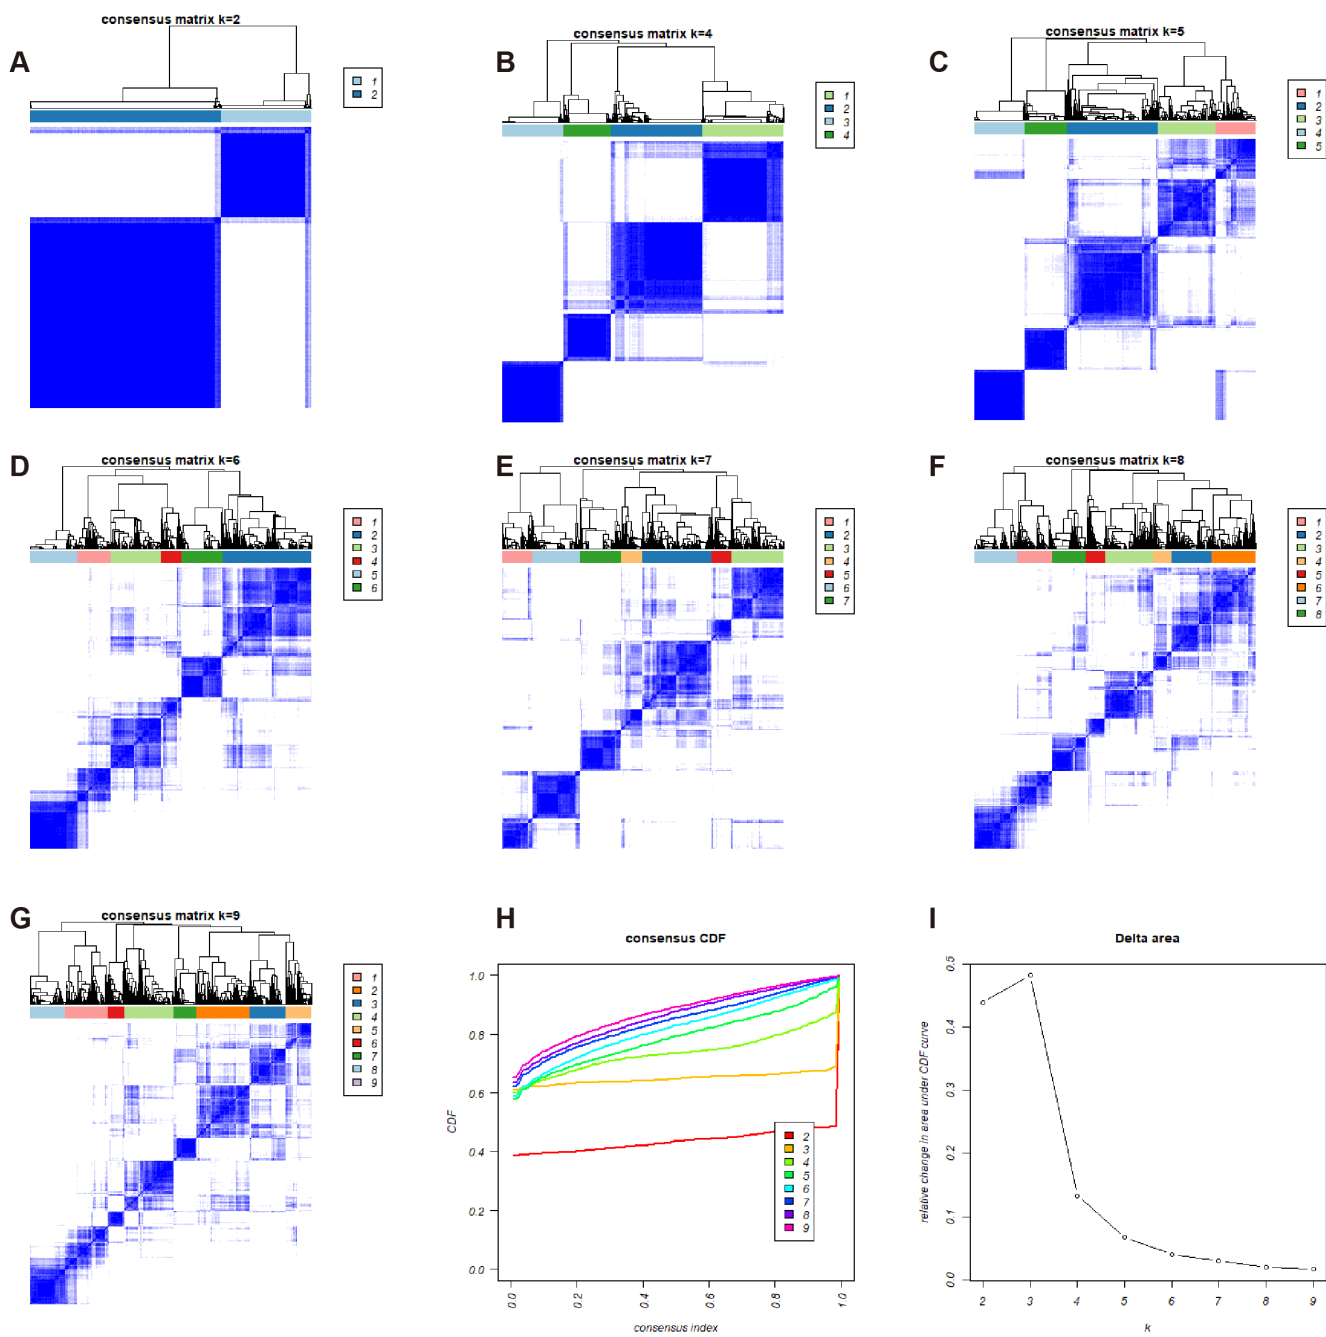 A
consensus matrix k=2
1
2
B
consensus matrix k=4
1
2
3
4
C
consensus matrix k=5
1
2
3
4
5
D
consensus matrix k=6
1
2
3
4
5
6
E
consensus matrix k=7
1
2
3
4
5
6
7
F
consensus matrix k=8
1
2
3
4
5
6
7
8
G
consensus matrix k=9
1
2
3
4
5
6
7
8
9
H
consensus CDF
CDF
1.0
0.8
0.6
0.4
0.2
0.0
2
3
4
5
6
7
8
9
0.0 0.2 0.4 0.6 0.8 1.0
consensus index
I
Delta area
relative change in area under CDF curve
0.5
0.4
0.3
0.2
0.1
0.0
2 3 4 5 6 7 8 9
k